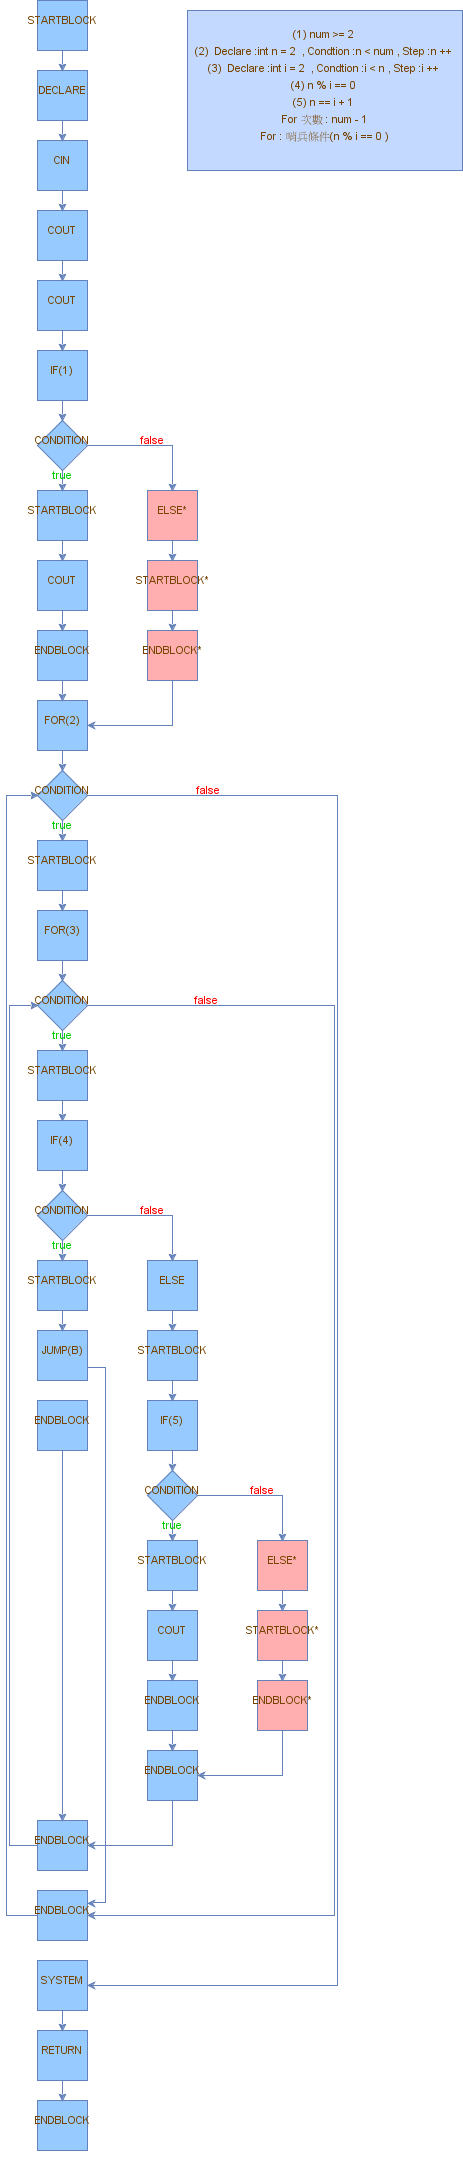 STARTBLOCK
(1) num >= 2
(2) Declare :int n = 2 , Condtion :n < num , Step :n ++
(3) Declare :int i = 2 , Condtion :i < n , Step :i ++
(4) n % i == 0
(5) n == i + 1
For 次數 : num - 1
For : 哨兵條件(n % i == 0 )
DECLARE
CIN
COUT
COUT
IF(1)
CONDITION
false
true
STARTBLOCK
ELSE*
COUT
STARTBLOCK*
ENDBLOCK
ENDBLOCK*
FOR(2)
CONDITION
false
true
STARTBLOCK
FOR(3)
CONDITION
false
true
STARTBLOCK
IF(4)
CONDITION
false
true
STARTBLOCK
ELSE
JUMP(B)
STARTBLOCK
ENDBLOCK
IF(5)
CONDITION
false
true
STARTBLOCK
ELSE*
COUT
STARTBLOCK*
ENDBLOCK
ENDBLOCK*
ENDBLOCK
ENDBLOCK
ENDBLOCK
SYSTEM
RETURN
ENDBLOCK